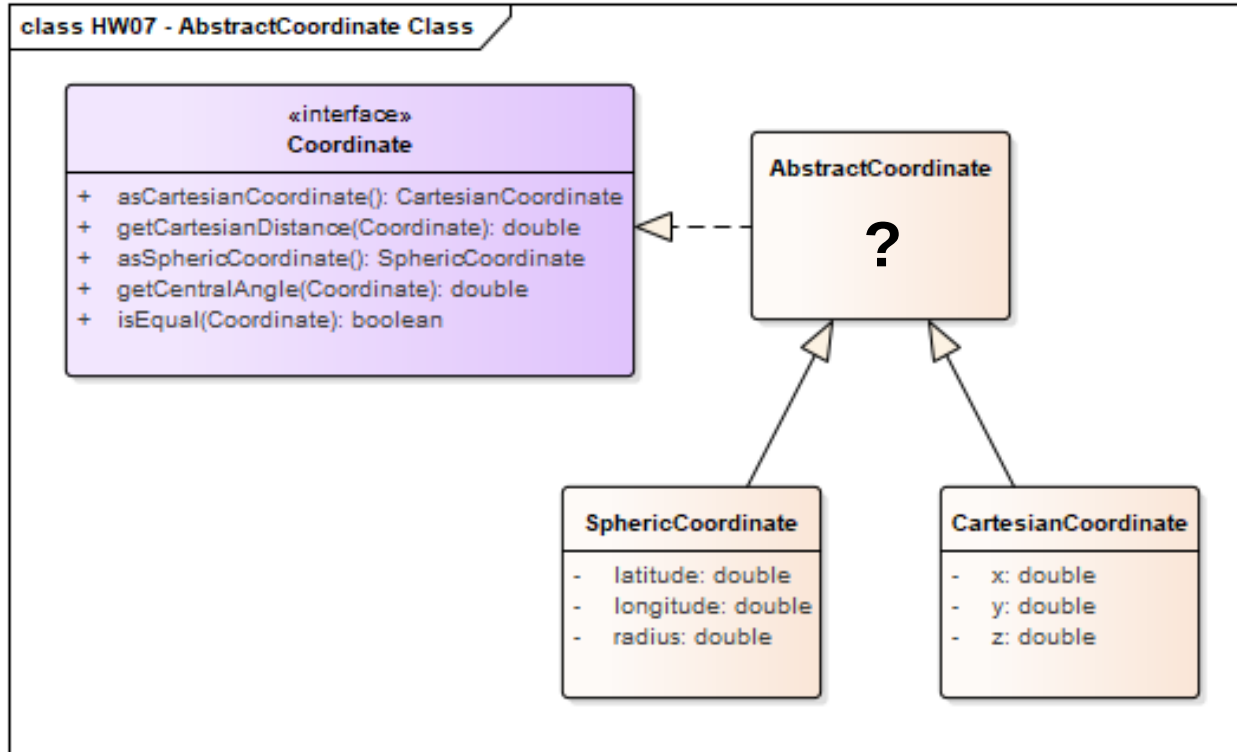 class HW07 - AbstractCoordinate Class
«interface»
Coordinate
+ asCartesianCoordinate(): CartesianCoordinate
+ getCartesianDistance(Coordinate): double
+ asSphericCoordinate(): SphericCoordinate
+ getCentralAngle(Coordinate): double
+ isEqual(Coordinate): boolean
AbstractCoordinate
?
SphericCoordinate
- latitude: double
- longitude: double
- radius: double
CartesianCoordinate
- x: double
- y: double
- z: double